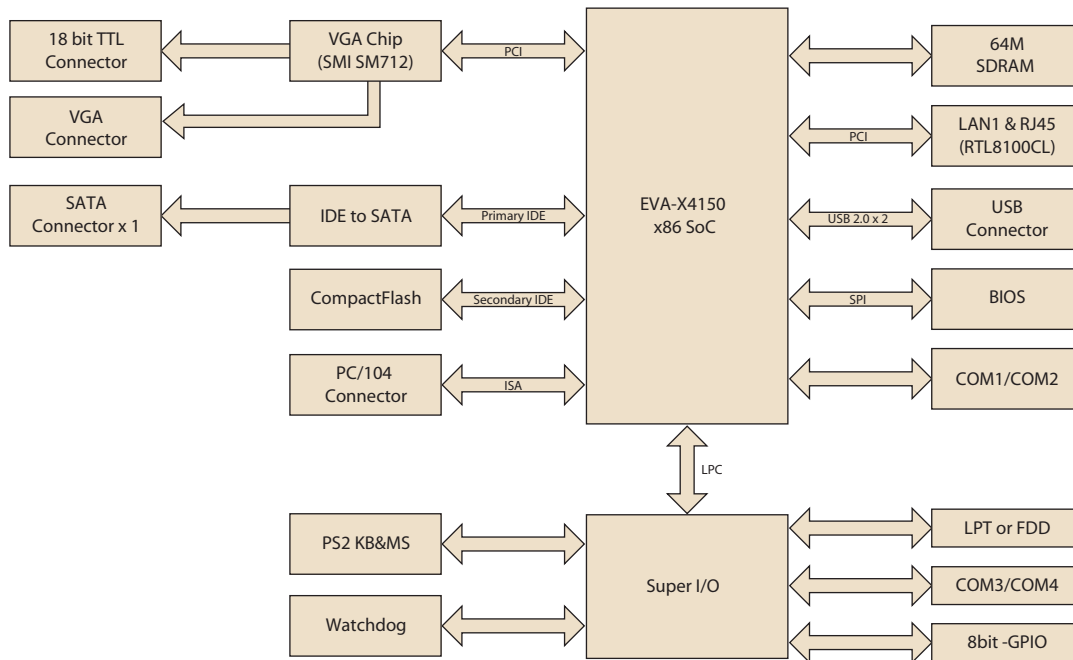 18 bit TTL
Connector
VGA Chip
(SMI SM712)
PCI
64M
SDRAM
VGA
Connector
PCI
LAN1 & RJ45
(RTL8100CL)
SATA
Connector x 1
IDE to SATA
Primary IDE
EVA-X4150
x86 SoC
USB 2.0 x 2
USB
Connector
CompactFlash
Secondary IDE
SPI
BIOS
PC/104
Connector
ISA
COM1/COM2
LPC
PS2 KB&MS
Super I/O
LPT or FDD
COM3/COM4
Watchdog
8bit -GPIO